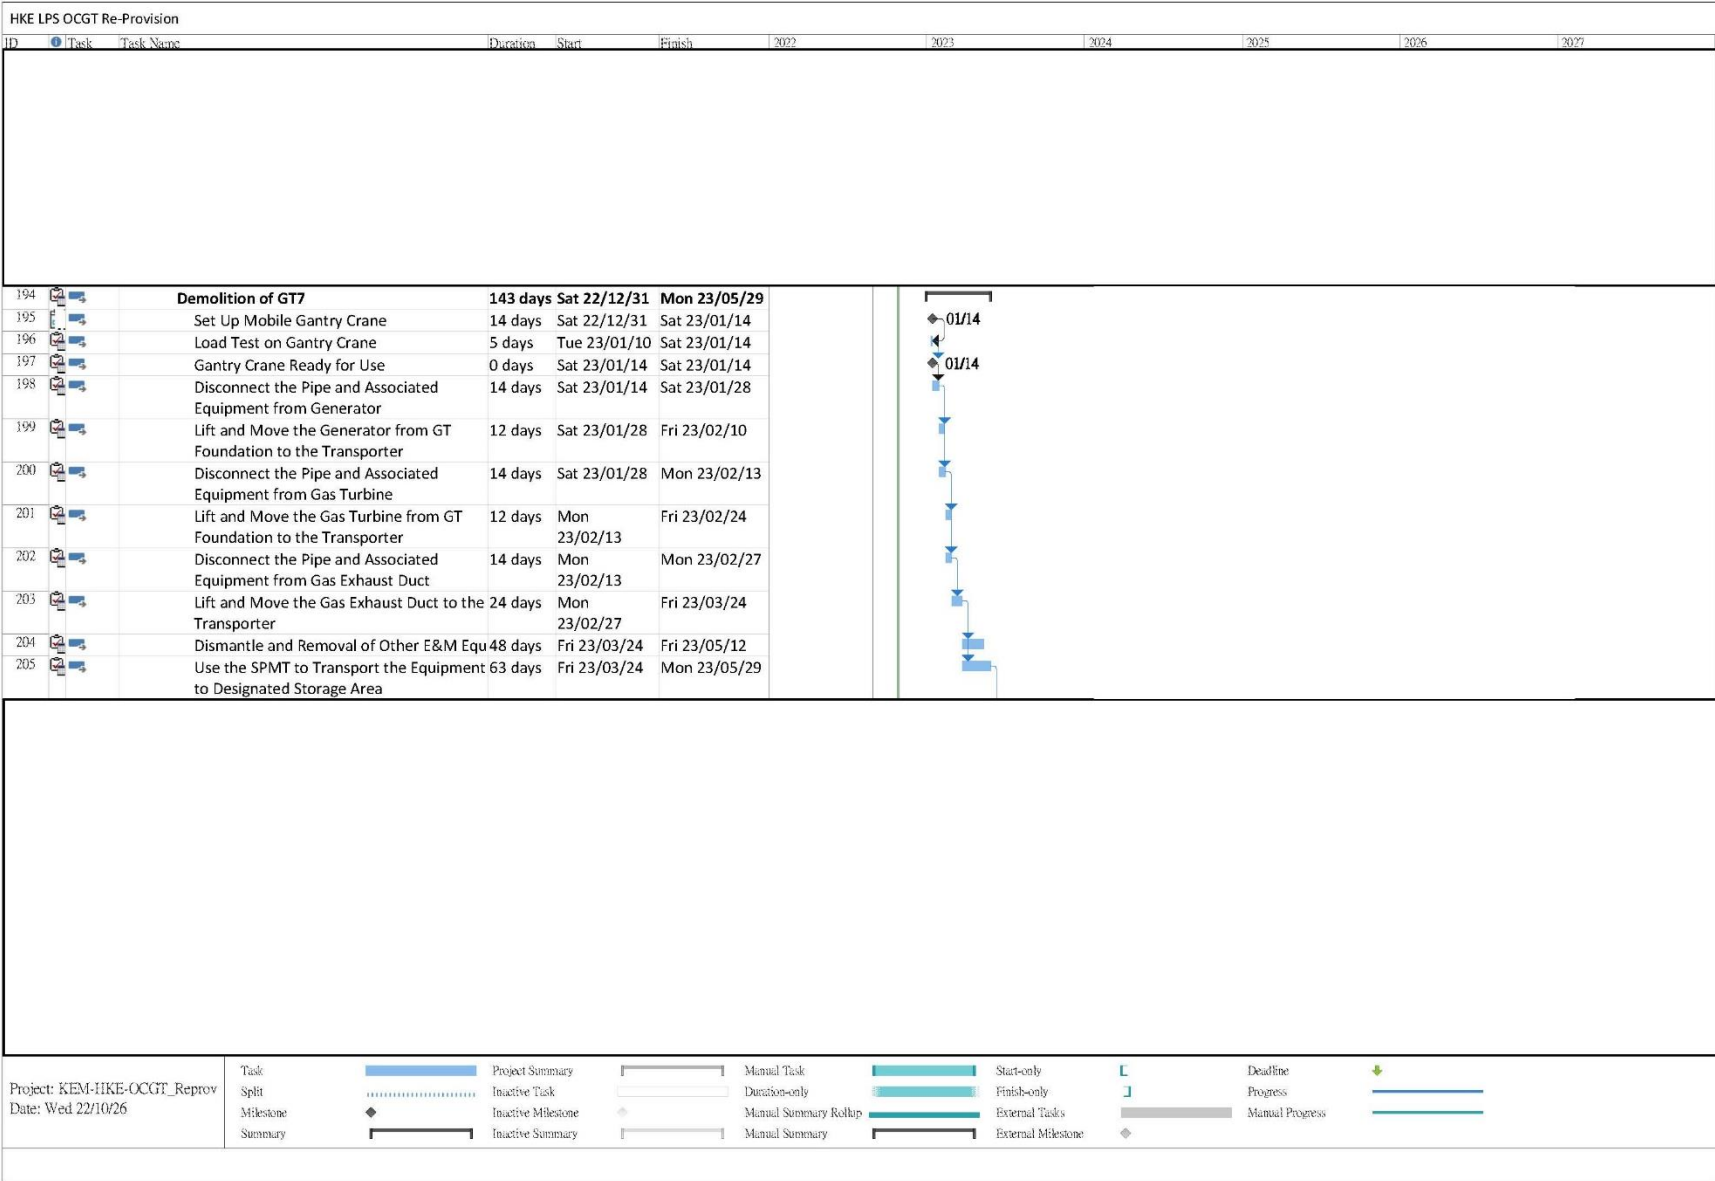 HKE LPS OCGT Re-Provision
ID Task Task Name Duration Start Finish 2022 2023 2024 2025 2026 2027
194 Demolition of GT7 143 days Sat 22/12/31 Mon 23/05/29
195 Set Up Mobile Gantry Crane 14 days Sat 22/12/31 Sat 23/01/14 01/14
196 Load Test on Gantry Crane 5 days Tue 23/01/10 Sat 23/01/14
197 Gantry Crane Ready for Use 0 days Sat 23/01/14 Sat 23/01/14 01/14
198 Disconnect the Pipe and Associated 14 days Sat 23/01/14 Sat 23/01/28
Equipment from Generator
199 Lift and Move the Generator from GT 12 days Sat 23/01/28 Fri 23/02/10
Foundation to the Transporter
200 Disconnect the Pipe and Associated 14 days Sat 23/01/28 Mon 23/02/13
Equipment from Gas Turbine
201 Lift and Move the Gas Turbine from GT 12 days Mon Fri 23/02/24
Foundation to the Transporter 23/02/13
202 Disconnect the Pipe and Associated 14 days Mon Mon 23/02/27
Equipment from Gas Exhaust Duct 23/02/13
203 Lift and Move the Gas Exhaust Duct to the 24 days Mon Fri 23/03/24
Transporter 23/02/27
204 Dismantle and Removal of Other E&M Equ 48 days Fri 23/03/24 Fri 23/05/12
205 Use the SPMT to Transport the Equipment 63 days Fri 23/03/24 Mon 23/05/29
to Designated Storage Area
Project: KEM-HKE-OCGT_Reprov
Date: Wed 22/10/26
Task Project Summary Manual Task Start-only Deadline
Split Inactive Task Duration-only Finish-only Progress
Milestone Inactive Milestone Manual Summary Rollup External Tasks Manual Progress
Summary Inactive Summary Manual Summary External Milestone